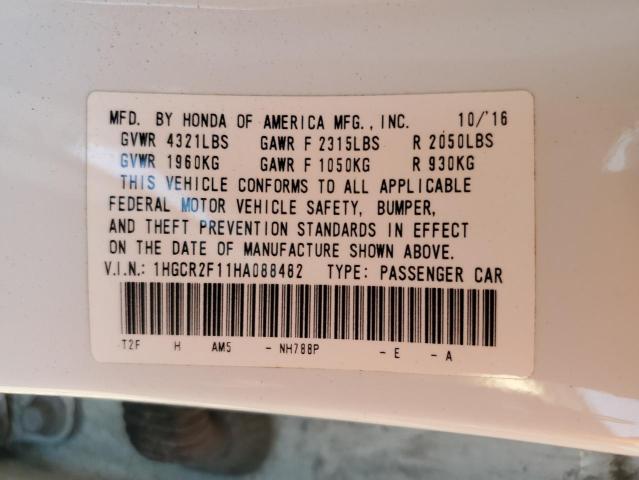 MFD. BY HONDA OF AMERICA MFG., INC. 10/'16
GVWR 4321LBS GAWR F 2315LBS R 2050LBS
GVWR 1960KG GAWR F 1050KG R 930KG
THIS VEHICLE CONFORMS TO ALL APPLICABLE
FEDERAL MOTOR VEHICLE SAFETY, BUMPER,
AND THEFT PREVENTION STANDARDS IN EFFECT
ON THE DATE OF MANUFACTURE SHOWN ABOVE.
V.I.N.: 1HGCR2F11HA088482 TYPE: PASSENGER CAR
T2F H AM5 - NH788P - E - A